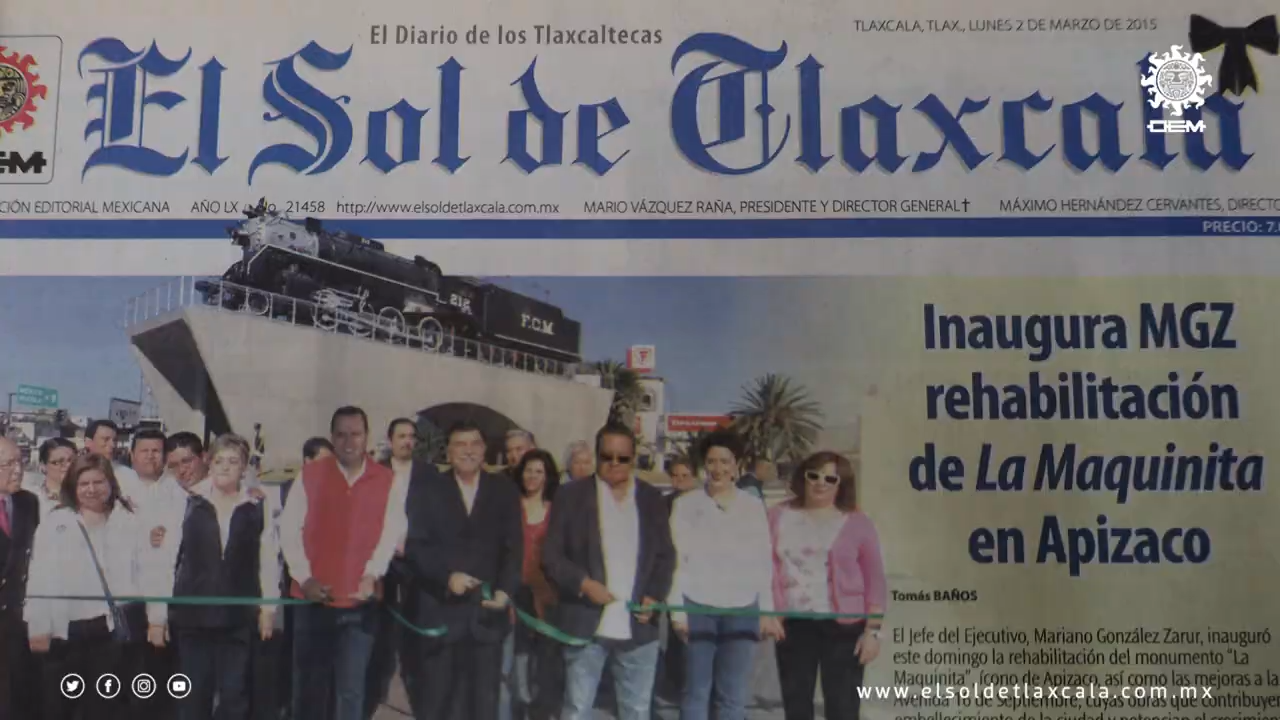 El Diario de los Tlaxcaltecas
TLAXCALA, TLAX., LUNES 2 DE MARZO DE 2015
El Sol de Tlaxcala
OEM
CIÓN EDITORIAL MEXICANA AÑO LX No. 21458 http://www.elsoldetlaxcala.com.mx MARIO VÁZQUEZ RAÑA, PRESIDENTE Y DIRECTOR GENERAL† MÁXIMO HERNÁNDEZ CERVANTES, DIRECTO
PRECIO: 7.
212
F.C.M.
Inaugura MGZ
rehabilitación
de La Maquinita
en Apizaco
Tomás BAÑOS
El Jefe del Ejecutivo, Mariano González Zarur, inauguró
este domingo la rehabilitación del monumento "La
Maquinita", ícono de Apizaco, así como las mejoras a la
Avenida 16 de Septiembre, cuyas obras que contribuyen
www.elsoldetlaxcala.com.mx